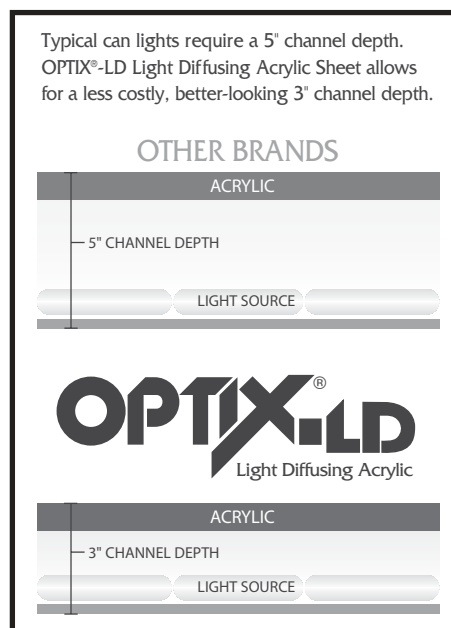 Typical can lights require a 5" channel depth.
OPTIX®-LD Light Diffusing Acrylic Sheet allows
for a less costly, better-looking 3" channel depth.
OTHER BRANDS
ACRYLIC
5" CHANNEL DEPTH
LIGHT SOURCE
OPTIX®-LD
Light Diffusing Acrylic
ACRYLIC
3" CHANNEL DEPTH
LIGHT SOURCE